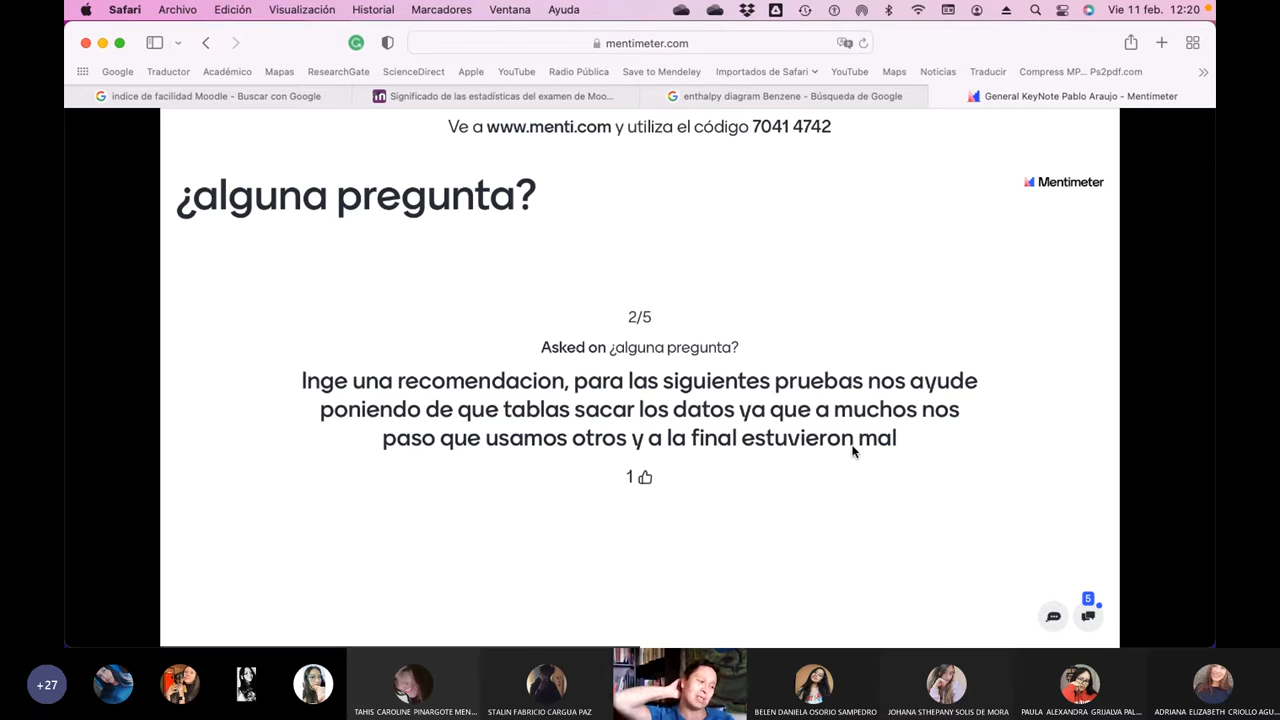 Safari Archivo Edición Visualización Historial Marcadores Ventana Ayuda Vie 11 feb. 12:20
mentimeter.com
Google Traductor Académico Mapas ResearchGate ScienceDirect Apple YouTube Radio Pública Save to Mendeley Importados de Safari YouTube Maps Noticias Traducir Compress MP... Ps2pdf.com
indice de facilidad Moodle - Buscar con Google Significado de las estadísticas del examen de Moo... enthalpy diagram Benzene - Búsqueda de Google General KeyNote Pablo Araujo - Mentimeter
Ve a www.menti.com y utiliza el código 7041 4742
¿alguna pregunta?
Mentimeter
2/5
Asked on ¿alguna pregunta?
Inge una recomendacion, para las siguientes pruebas nos ayude
poniendo de que tablas sacar los datos ya que a muchos nos
paso que usamos otros y a la final estuvieron mal
1
5
+27
TAHIS CAROLINE PINARGOTE MEN... STALIN FABRICIO CARGUA PAZ BELEN DANIELA OSORIO SAMPEDRO JOHANA STHEPANY SOLIS DE MORA PAULA ALEXANDRA GRIJALVA PAL... ADRIANA ELIZABETH CRIOLLO AGU...